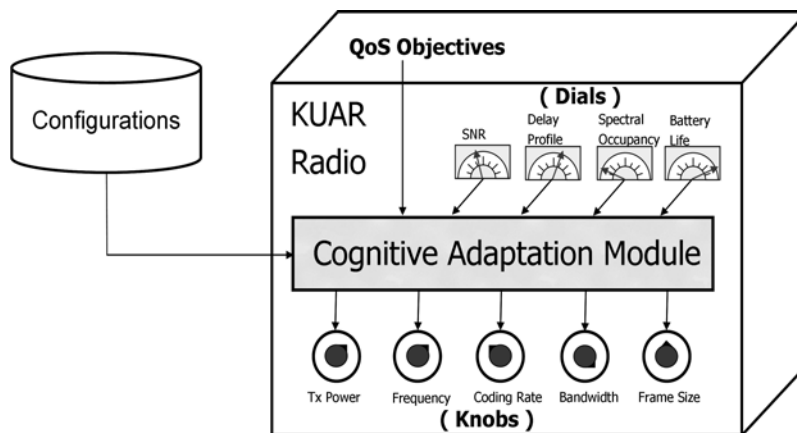 QoS Objectives
Configurations
KUAR
Radio
( Dials )
SNR
Delay
Profile
Spectral
Occupancy
Battery
Life
Cognitive Adaptation Module
Tx Power
Frequency
Coding Rate
Bandwidth
Frame Size
( Knobs )